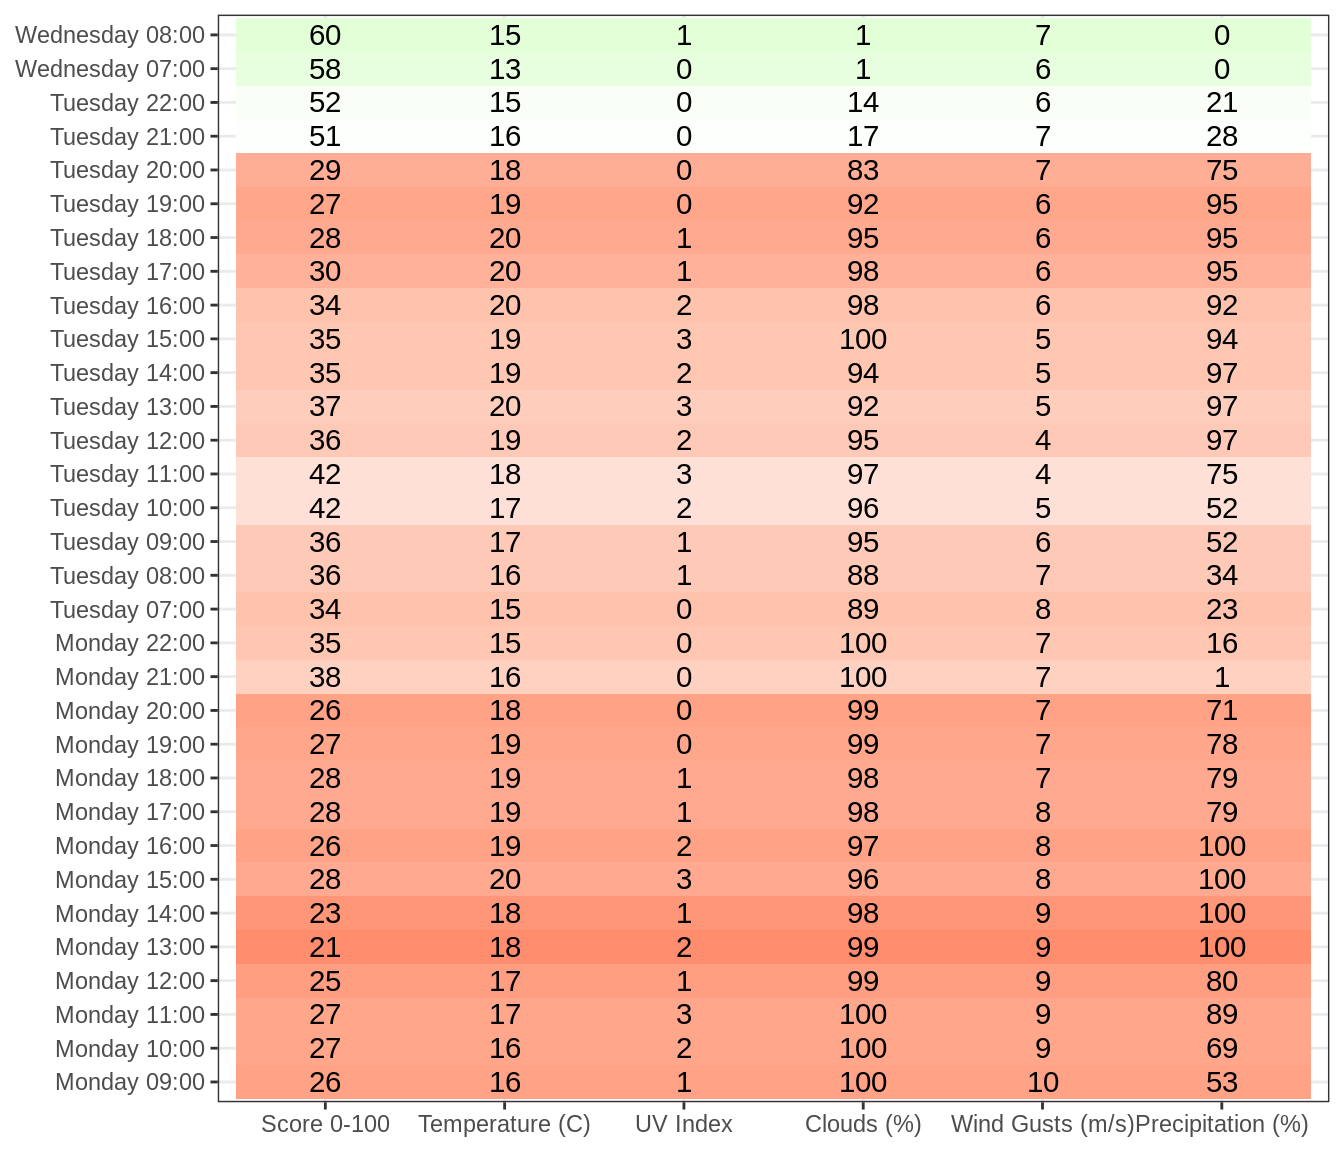 Wednesday 08:00 60 15 1 1 7 0
Wednesday 07:00 58 13 0 1 6 0
Tuesday 22:00 52 15 0 14 6 21
Tuesday 21:00 51 16 0 17 7 28
Tuesday 20:00 29 18 0 83 7 75
Tuesday 19:00 27 19 0 92 6 95
Tuesday 18:00 28 20 1 95 6 95
Tuesday 17:00 30 20 1 98 6 95
Tuesday 16:00 34 20 2 98 6 92
Tuesday 15:00 35 19 3 100 5 94
Tuesday 14:00 35 19 2 94 5 97
Tuesday 13:00 37 20 3 92 5 97
Tuesday 12:00 36 19 2 95 4 97
Tuesday 11:00 42 18 3 97 4 75
Tuesday 10:00 42 17 2 96 5 52
Tuesday 09:00 36 17 1 95 6 52
Tuesday 08:00 36 16 1 88 7 34
Tuesday 07:00 34 15 0 89 8 23
Monday 22:00 35 15 0 100 7 16
Monday 21:00 38 16 0 100 7 1
Monday 20:00 26 18 0 99 7 71
Monday 19:00 27 19 0 99 7 78
Monday 18:00 28 19 1 98 7 79
Monday 17:00 28 19 1 98 8 79
Monday 16:00 26 19 2 97 8 100
Monday 15:00 28 20 3 96 8 100
Monday 14:00 23 18 1 98 9 100
Monday 13:00 21 18 2 99 9 100
Monday 12:00 25 17 1 99 9 80
Monday 11:00 27 17 3 100 9 89
Monday 10:00 27 16 2 100 9 69
Monday 09:00 26 16 1 100 10 53
Score 0-100 Temperature (C) UV Index Clouds (%) Wind Gusts (m/s) Precipitation (%)